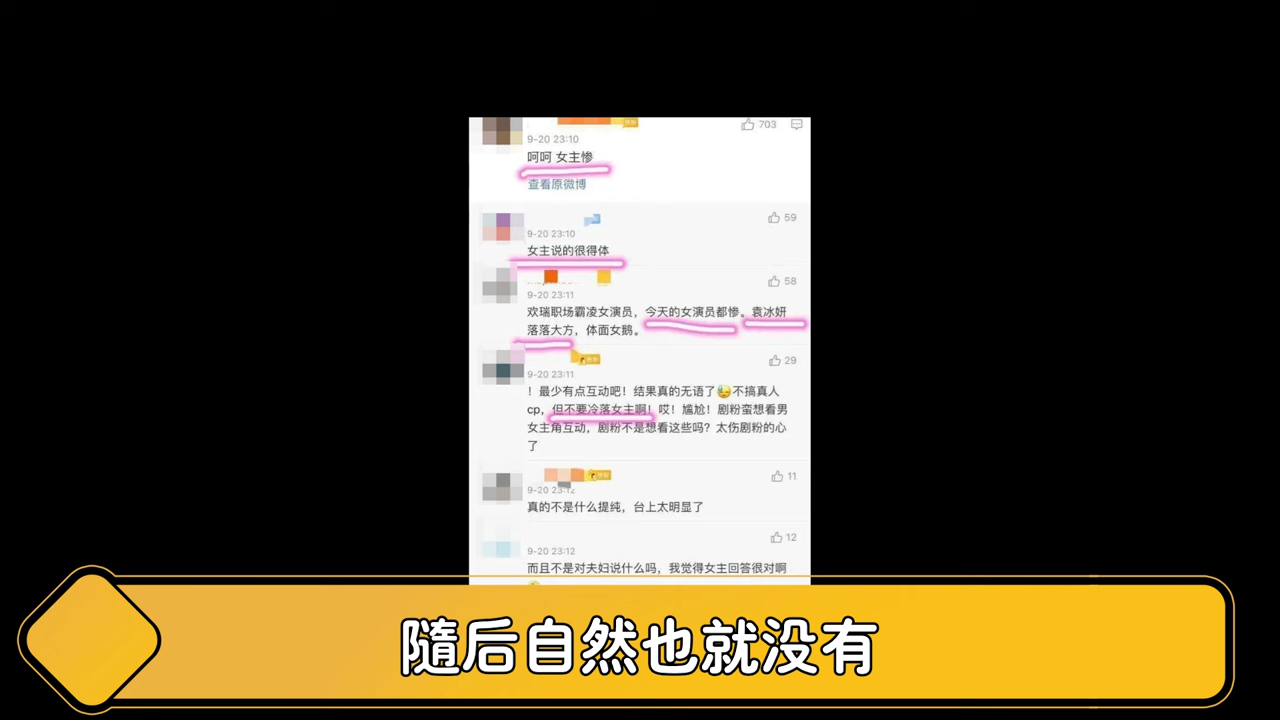 703
9-20 23:10
呵呵 女主惨
查看原微博
59
9-20 23:10
女主说的很得体
58
9-20 23:11
欢瑞职场霸凌女演员，今天的女演员都惨。袁冰妍
落落大方，体面女鹅。
29
9-20 23:11
！最少有点互动吧！结果真的无语了😓不搞真人
cp，但不要冷落女主啊！哎！尴尬！剧粉蛮想看男
女主角互动，剧粉不是想看这些吗？太伤剧粉的心
了
11
9-20 23:12
真的不是什么提纯，台上太明显了
12
9-20 23:12
而且不是对夫妇说什么吗，我觉得女主回答很对啊
隨后自然也就没有